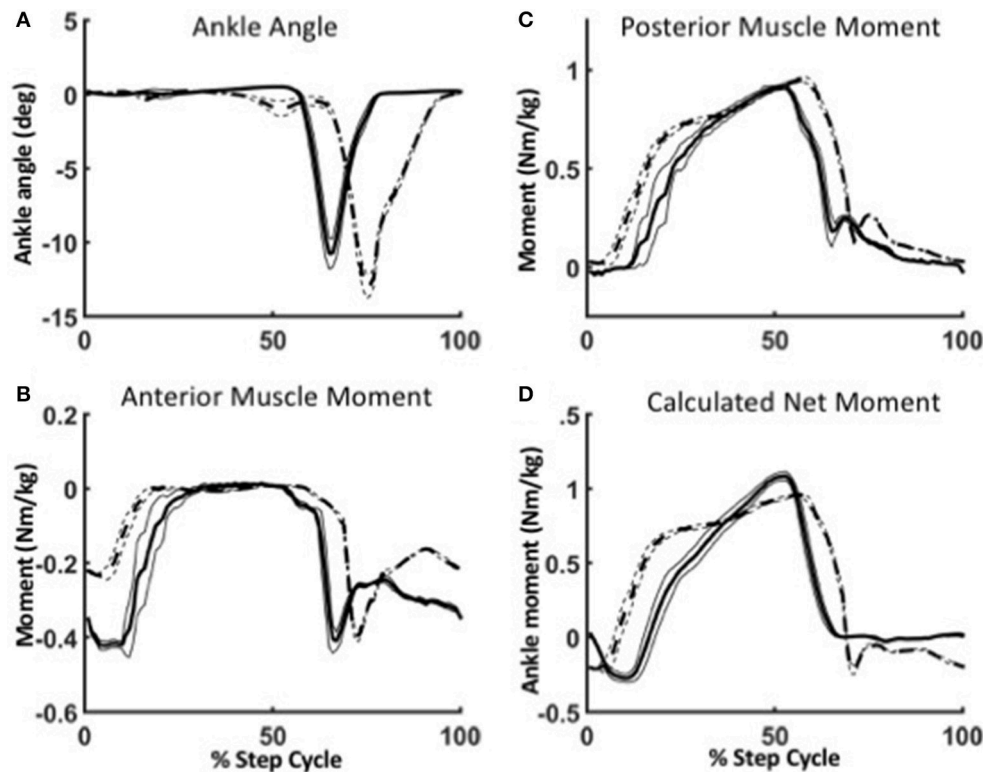 A
Ankle Angle
Ankle angle (deg)
5
0
-5
-10
-15
0
50
100
C
Posterior Muscle Moment
Moment (Nm/kg)
1
0.5
0
0
50
100
B
Anterior Muscle Moment
Moment (Nm/kg)
0.2
0
-0.2
-0.4
-0.6
0
50
100
% Step Cycle
D
Calculated Net Moment
Ankle moment (Nm/kg)
.5
1
0.5
0
-0.5
0
50
100
% Step Cycle